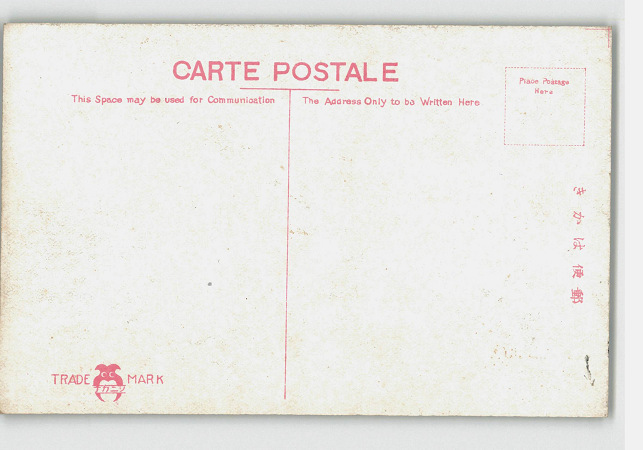 CARTE POSTALE
This Space may be used for Communication
The Address Only to be Written Here
Place Postage
Here
きかは便郵
TRADE MARK